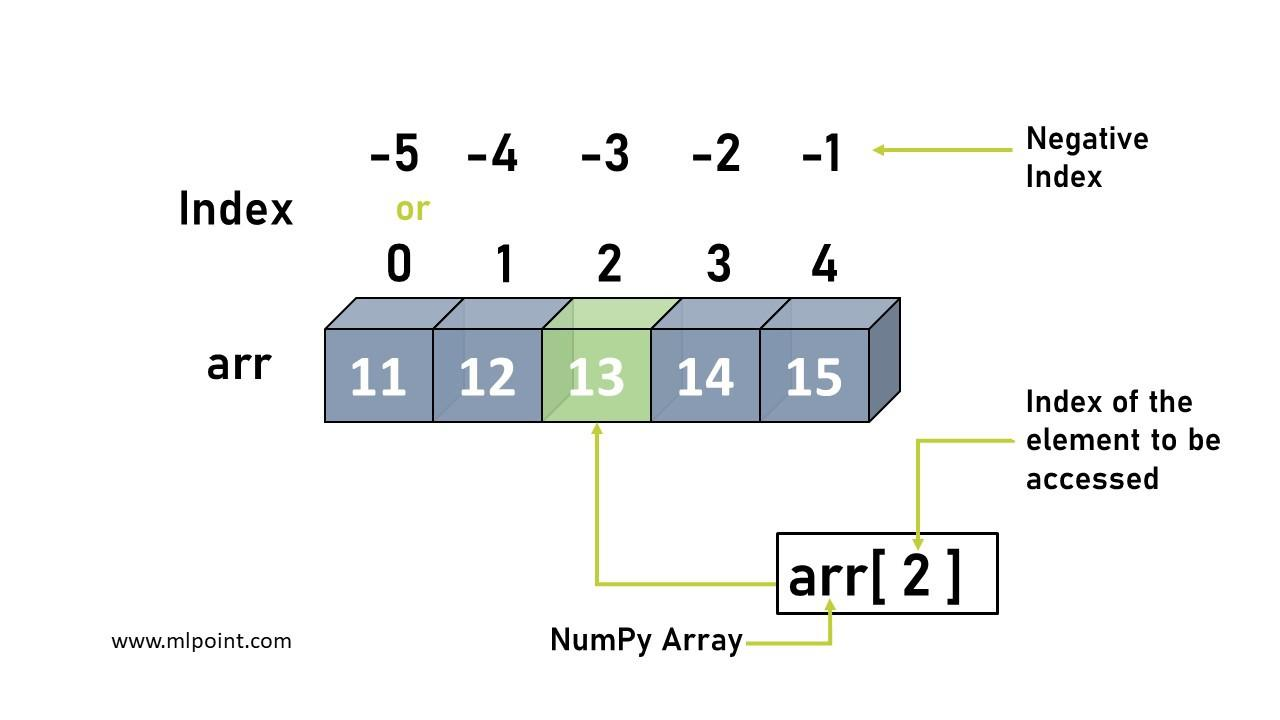 -5 -4 -3 -2 -1
Negative
Index
Index
or
0 1 2 3 4
arr
11 12 13 14 15
Index of the
element to be
accessed
arr[ 2 ]
NumPy Array
www.mlpoint.com